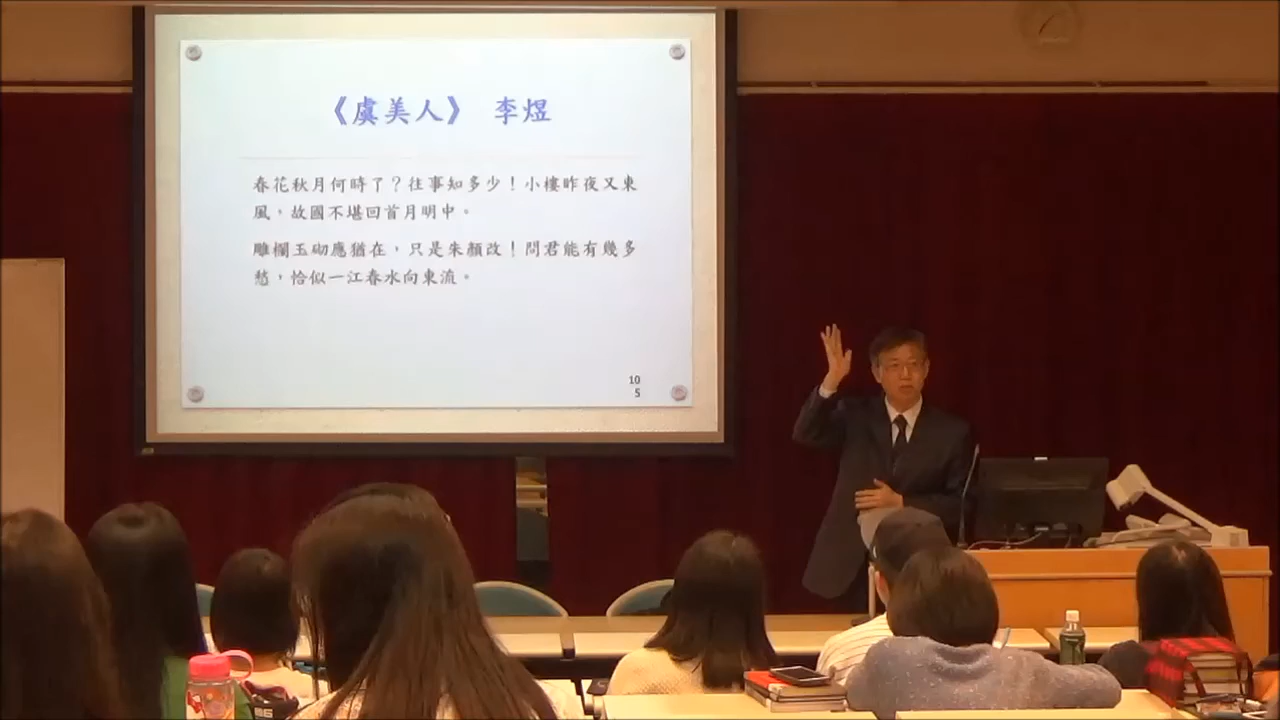 《虞美人》 李煜
春花秋月何時了？往事知多少！小樓昨夜又東
風，故國不堪回首月明中。
雕欄玉砌應猶在，只是朱顏改！問君能有幾多
愁，恰似一江春水向東流。
10
5